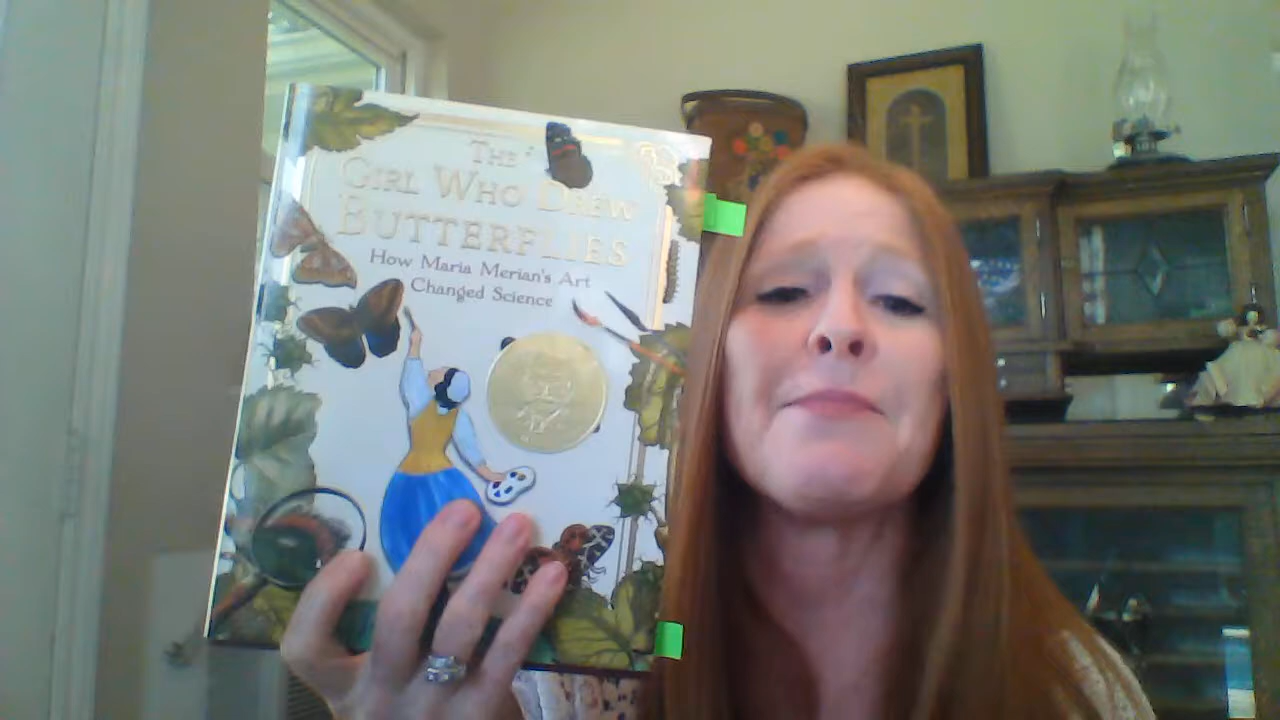 THE
GIRL WHO DREW
BUTTERFLIES
How Maria Merian's Art
Changed Science